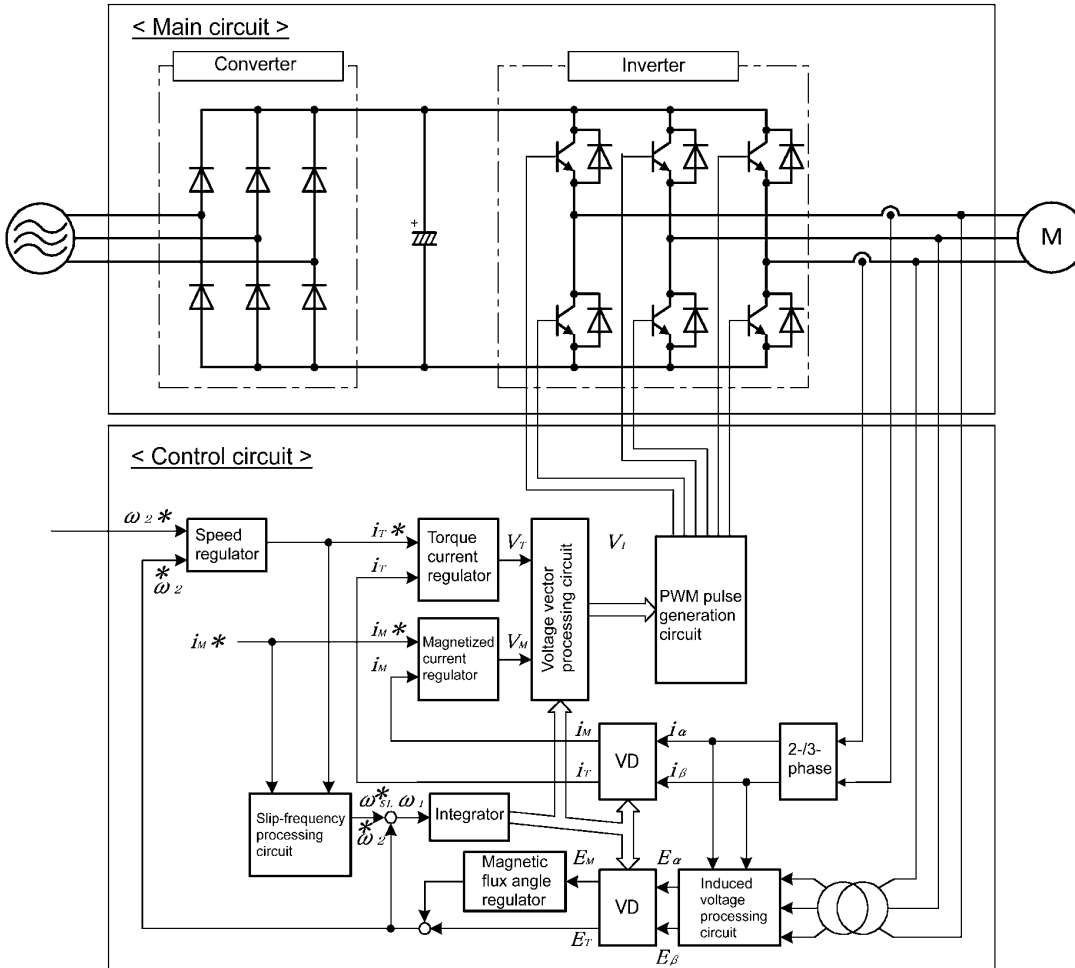 < Main circuit >
Converter
Inverter
+
M
< Control circuit >
ω2*
Speed
regulator
*
ω2
iT*
iT
Torque
current
regulator
VT
Voltage vector
processing circuit
V1
PWM pulse
generation
circuit
iM*
iM*
iM
Magnetized
current
regulator
VM
iM
iT
VD
iα
iβ
2-/3-
phase
Slip-frequency
processing
circuit
ω*SL
*
ω2
ω1
Integrator
Magnetic
flux angle
regulator
EM
ET
VD
Eα
Eβ
Induced
voltage
processing
circuit